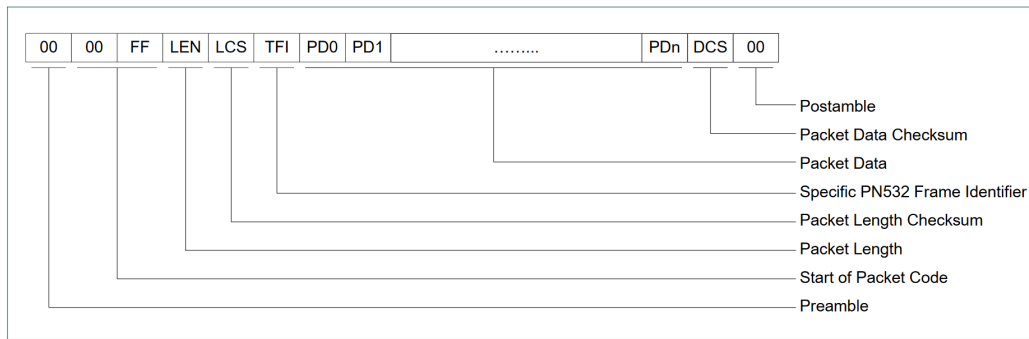 00 00 FF LEN LCS TFI PD0 PD1 ......... PDn DCS 00
Postamble
Packet Data Checksum
Packet Data
Specific PN532 Frame Identifier
Packet Length Checksum
Packet Length
Start of Packet Code
Preamble